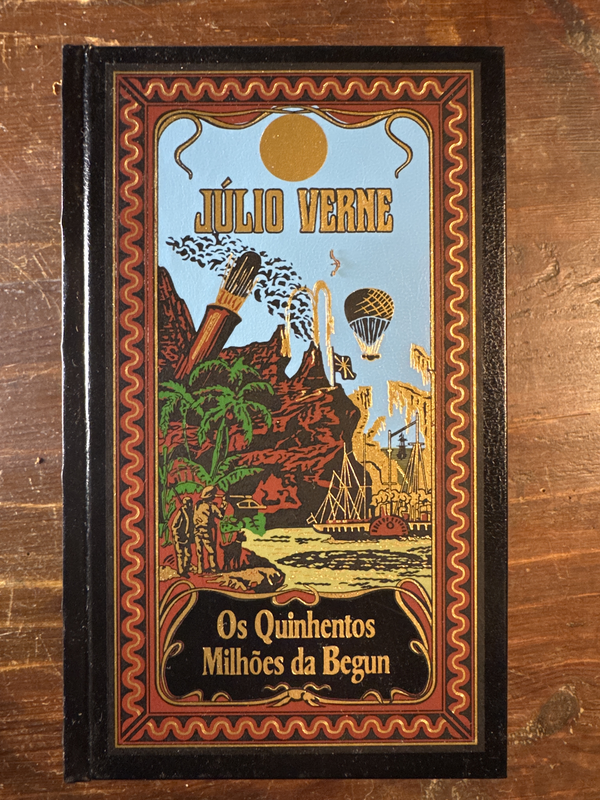 JÚLIO VERNE
Os Quinhentos
Milhões da Begun